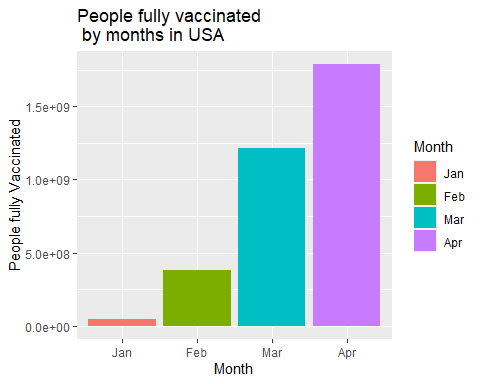 People fully vaccinated
by months in USA
People fully Vaccinated
1.5e+09
1.0e+09
5.0e+08
0.0e+00
Jan
Feb
Mar
Apr
Month
Month
Jan
Feb
Mar
Apr